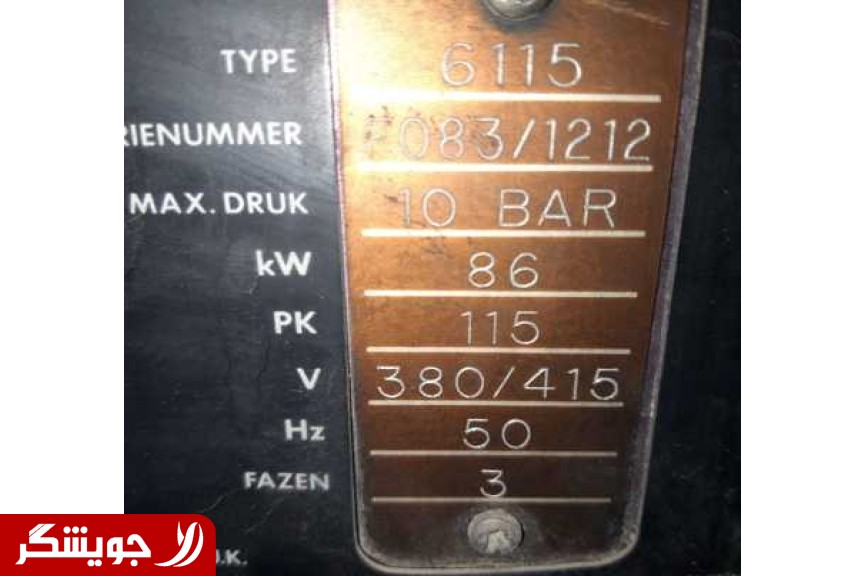 TYPE 6115
RIENUMMER 083/1212
MAX. DRUK 10 BAR
kW 86
PK 115
V 380/415
Hz 50
FAZEN 3
جویشگر
.K.